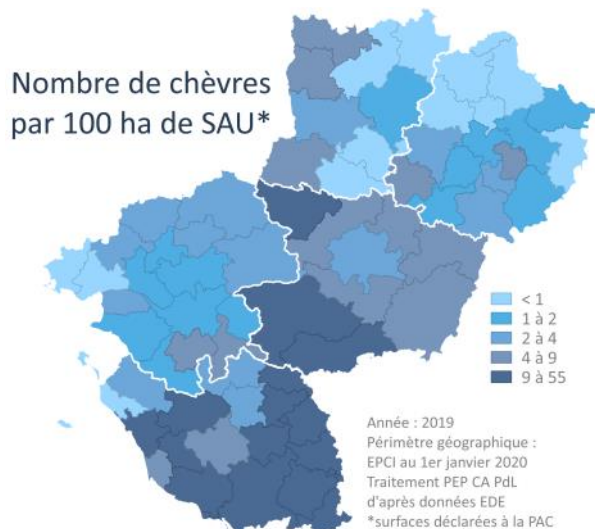 Nombre de chèvres
par 100 ha de SAU*
< 1
1 à 2
2 à 4
4 à 9
9 à 55
Année : 2019
Périmètre géographique :
EPCI au 1er janvier 2020
Traitement PEP CA PdL
d'après données EDE
*surfaces déclarées à la PAC